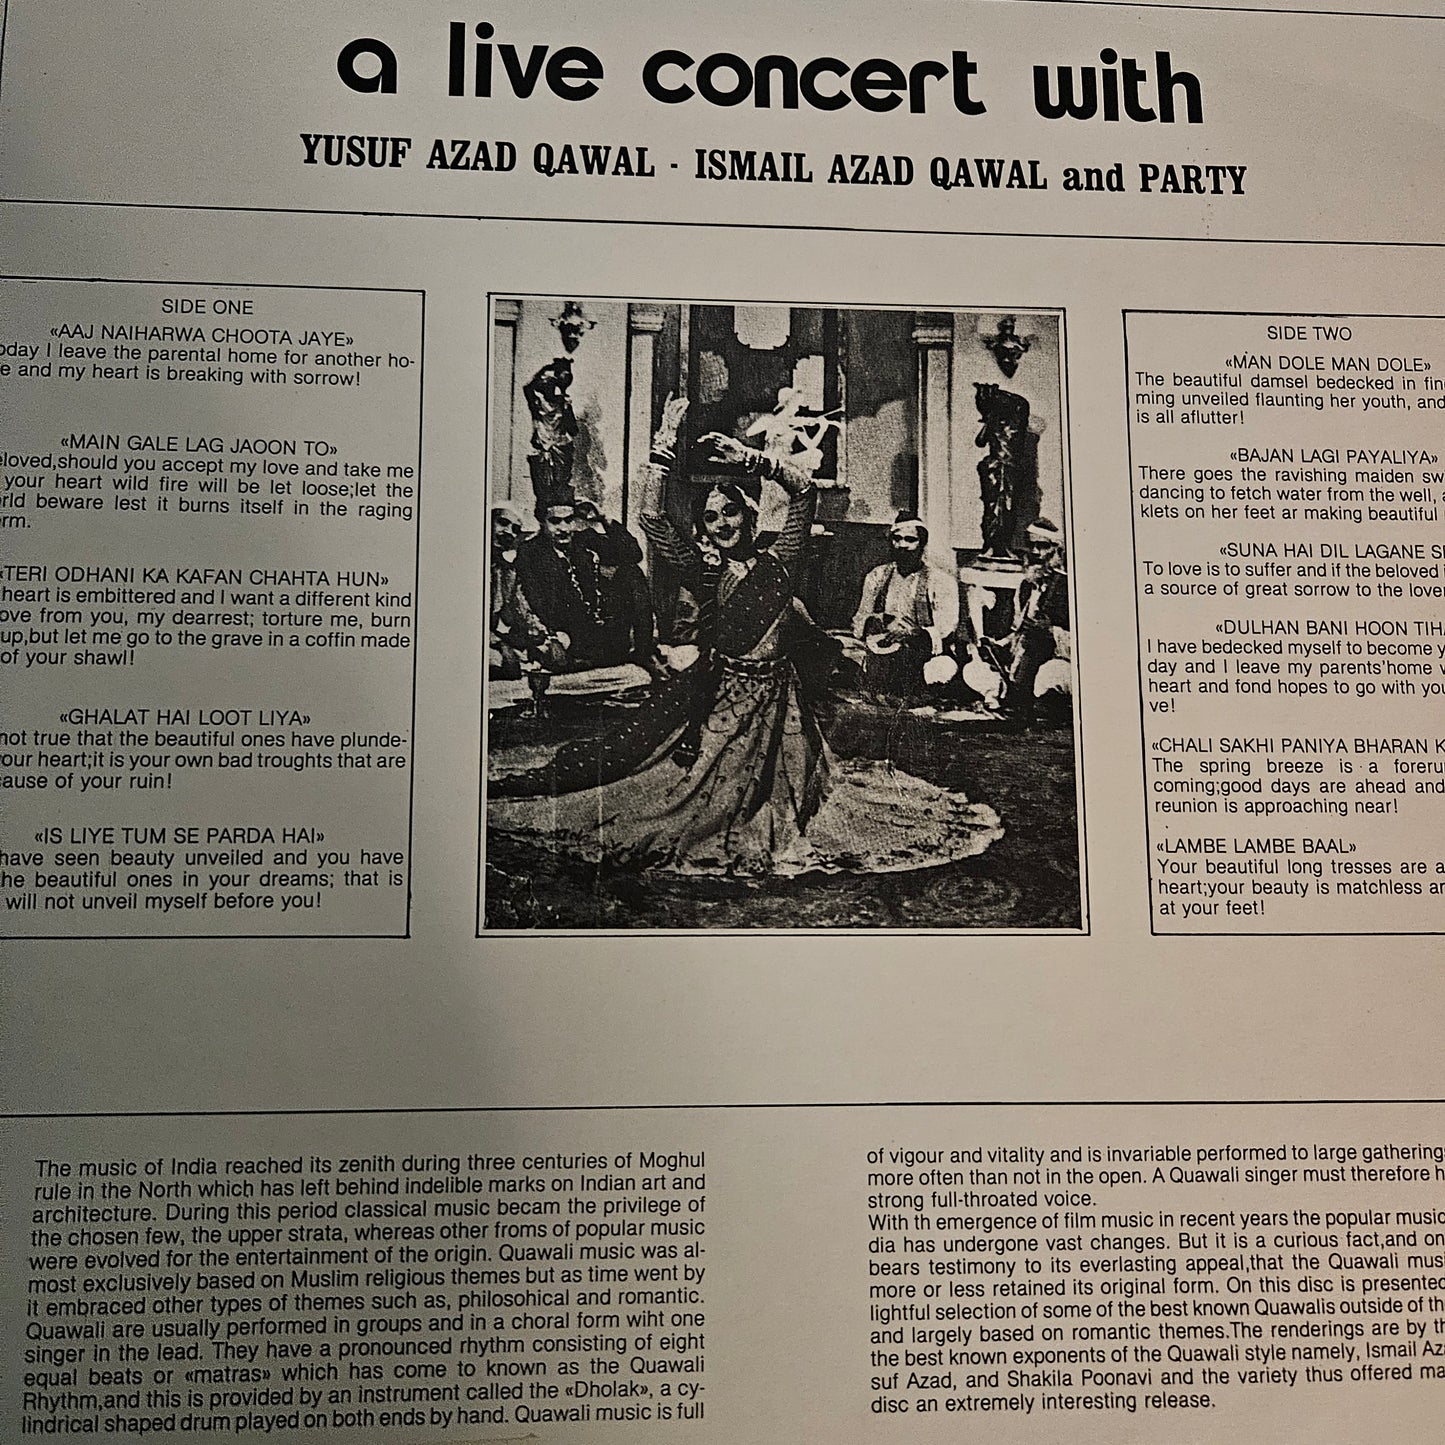 a live concert with
YUSUF AZAD QAWAL - ISMAIL AZAD QAWAL and PARTY
SIDE ONE
«AAJ NAIHARWA CHOOTA JAYE»
oday I leave the parental home for another ho-
e and my heart is breaking with sorrow!
«MAIN GALE LAG JAOON TO»
eloved,should you accept my love and take me
your heart wild fire will be let loose;let the
rld beware lest it burns itself in the raging
rm.
«TERI ODHANI KA KAFAN CHAHTA HUN»
heart is embittered and I want a different kind
ove from you, my dearrest; torture me, burn
up,but let me go to the grave in a coffin made
of your shawl!
«GHALAT HAI LOOT LIYA»
not true that the beautiful ones have plunde-
our heart;it is your own bad troughts that are
ause of your ruin!
«IS LIYE TUM SE PARDA HAI»
have seen beauty unveiled and you have
he beautiful ones in your dreams; that is
will not unveil myself before you!
SIDE TWO
«MAN DOLE MAN DOLE»
The beautiful damsel bedecked in fin
ming unveiled flaunting her youth, and
is all aflutter!
«BAJAN LAGI PAYALIYA»
There goes the ravishing maiden sw
dancing to fetch water from the well, a
klets on her feet ar making beautiful
«SUNA HAI DIL LAGANE S
To love is to suffer and if the beloved i
a source of great sorrow to the lover
«DULHAN BANI HOON TIHA
I have bedecked myself to become y
day and I leave my parents'home w
heart and fond hopes to go with you
ve!
«CHALI SAKHI PANIYA BHARAN K
The spring breeze is a foreru
coming;good days are ahead and
reunion is approaching near!
«LAMBE LAMBE BAAL»
Your beautiful long tresses are a
heart;your beauty is matchless an
at your feet!
The music of India reached its zenith during three centuries of Moghul
rule in the North which has left behind indelible marks on Indian art and
architecture. During this period classical music becam the privilege of
the chosen few, the upper strata, whereas other froms of popular music
were evolved for the entertainment of the origin. Quawali music was al-
most exclusively based on Muslim religious themes but as time went by
it embraced other types of themes such as, philosohical and romantic.
Quawali are usually performed in groups and in a choral form wiht one
singer in the lead. They have a pronounced rhythm consisting of eight
equal beats or «matras» which has come to known as the Quawali
Rhythm,and this is provided by an instrument called the «Dholak», a cy-
lindrical shaped drum played on both ends by hand. Quawali music is full
of vigour and vitality and is invariable performed to large gathering
more often than not in the open. A Quawali singer must therefore h
strong full-throated voice.
With th emergence of film music in recent years the popular music
dia has undergone vast changes. But it is a curious fact,and on
bears testimony to its everlasting appeal,that the Quawali mus
more or less retained its original form. On this disc is presented
lightful selection of some of the best known Quawalis outside of th
and largely based on romantic themes.The renderings are by th
the best known exponents of the Quawali style namely, Ismail Az
suf Azad, and Shakila Poonavi and the variety thus offered ma
disc an extremely interesting release.